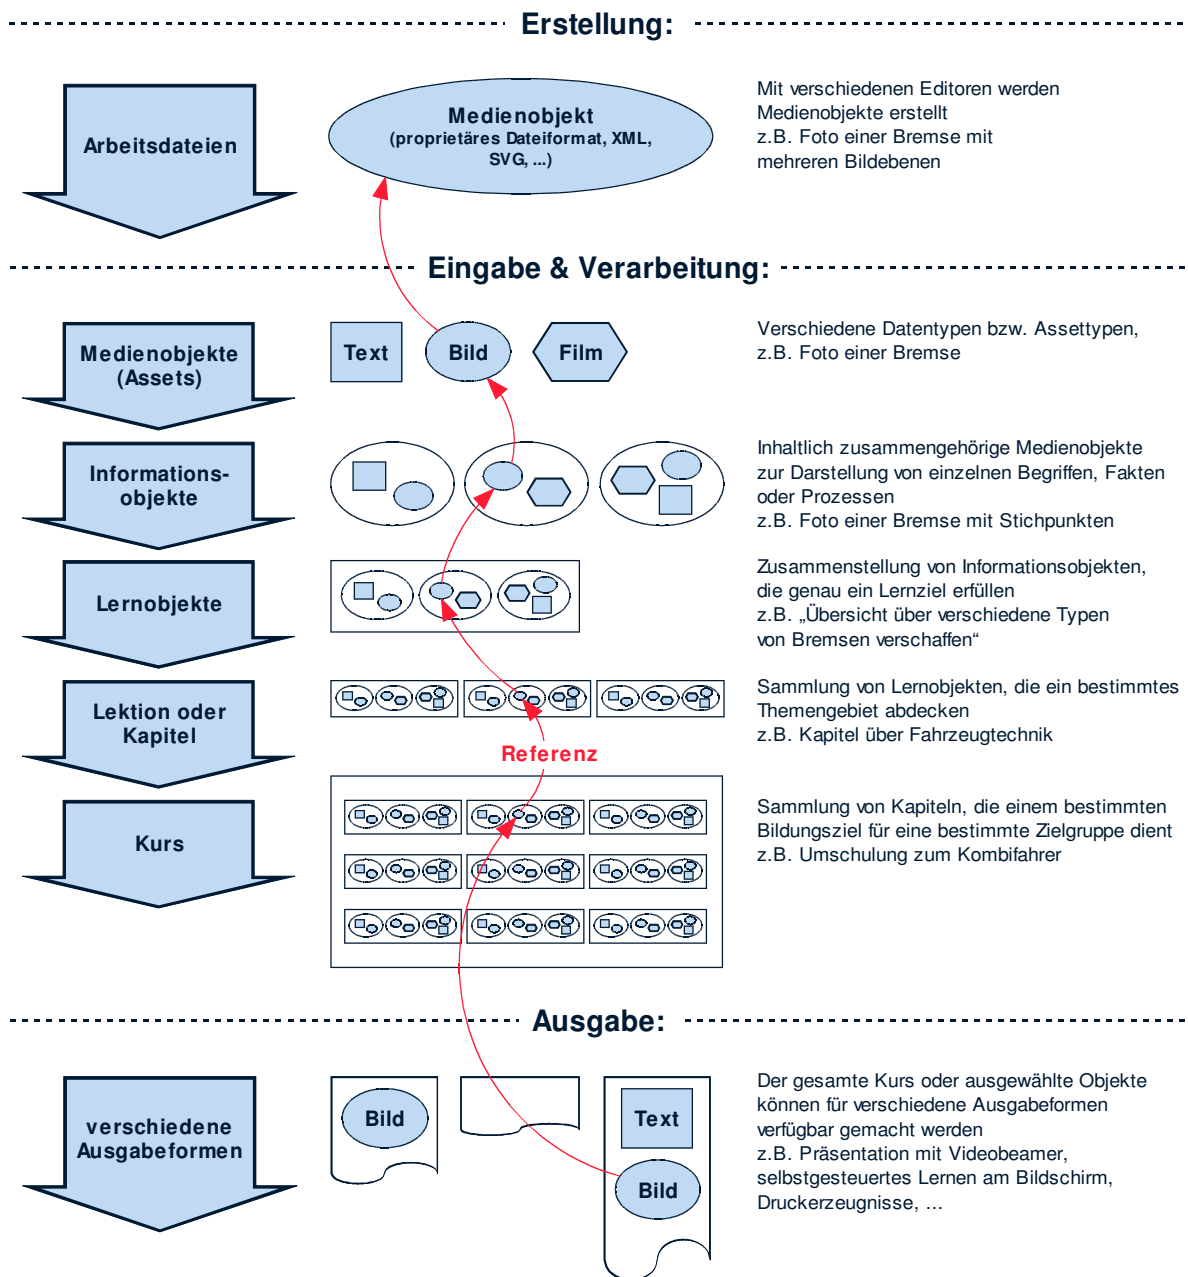 Erstellung:
Arbeitsdateien
Medienobjekt
(proprietäres Dateiformat, XML,
SVG, ...)
Mit verschiedenen Editoren werden
Medienobjekte erstellt
z.B. Foto einer Bremse mit
mehreren Bildebenen
Eingabe & Verarbeitung:
Medienobjekte
(Assets)
Text
Bild
Film
Verschiedene Datentypen bzw. Assettypen,
z.B. Foto einer Bremse
Informations-
objekte
Inhaltlich zusammengehörige Medienobjekte
zur Darstellung von einzelnen Begriffen, Fakten
oder Prozessen
z.B. Foto einer Bremse mit Stichpunkten
Lernobjekte
Zusammenstellung von Informationsobjekten,
die genau ein Lernziel erfüllen
z.B. „Übersicht über verschiedene Typen
von Bremsen verschaffen“
Lektion oder
Kapitel
Sammlung von Lernobjekten, die ein bestimmtes
Themengebiet abdecken
z.B. Kapitel über Fahrzeugtechnik
Referenz
Kurs
Sammlung von Kapiteln, die einem bestimmten
Bildungsziel für eine bestimmte Zielgruppe dient
z.B. Umschulung zum Kombifahrer
Ausgabe:
verschiedene
Ausgabeformen
Bild
Text
Bild
Der gesamte Kurs oder ausgewählte Objekte
können für verschiedene Ausgabeformen
verfügbar gemacht werden
z.B. Präsentation mit Videobeamer,
selbstgesteuertes Lernen am Bildschirm,
Druckerzeugnisse, ...